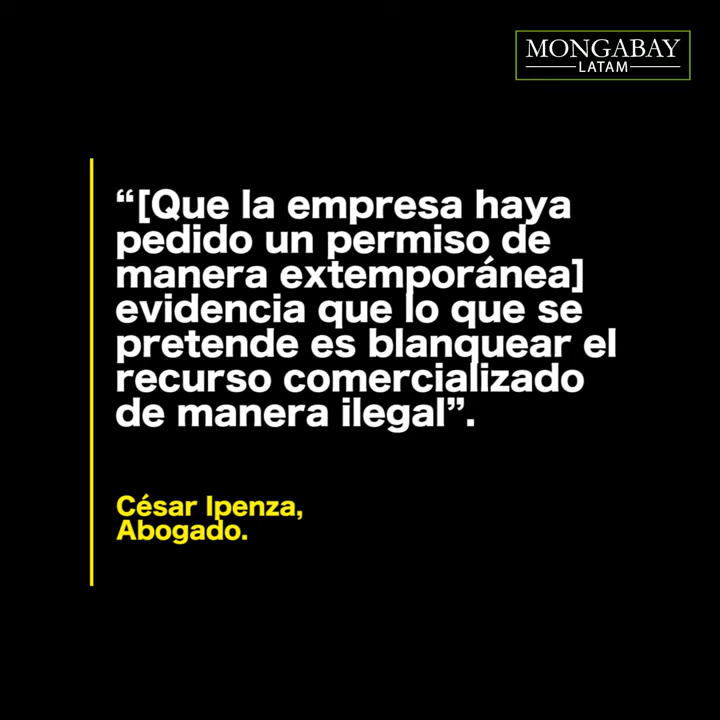 MONGABAY
LATAM
“[Que la empresa haya
pedido un permiso de
manera extemporánea]
evidencia que lo que se
pretende es blanquear el
recurso comercializado
de manera ilegal”.
César Ipenza,
Abogado.